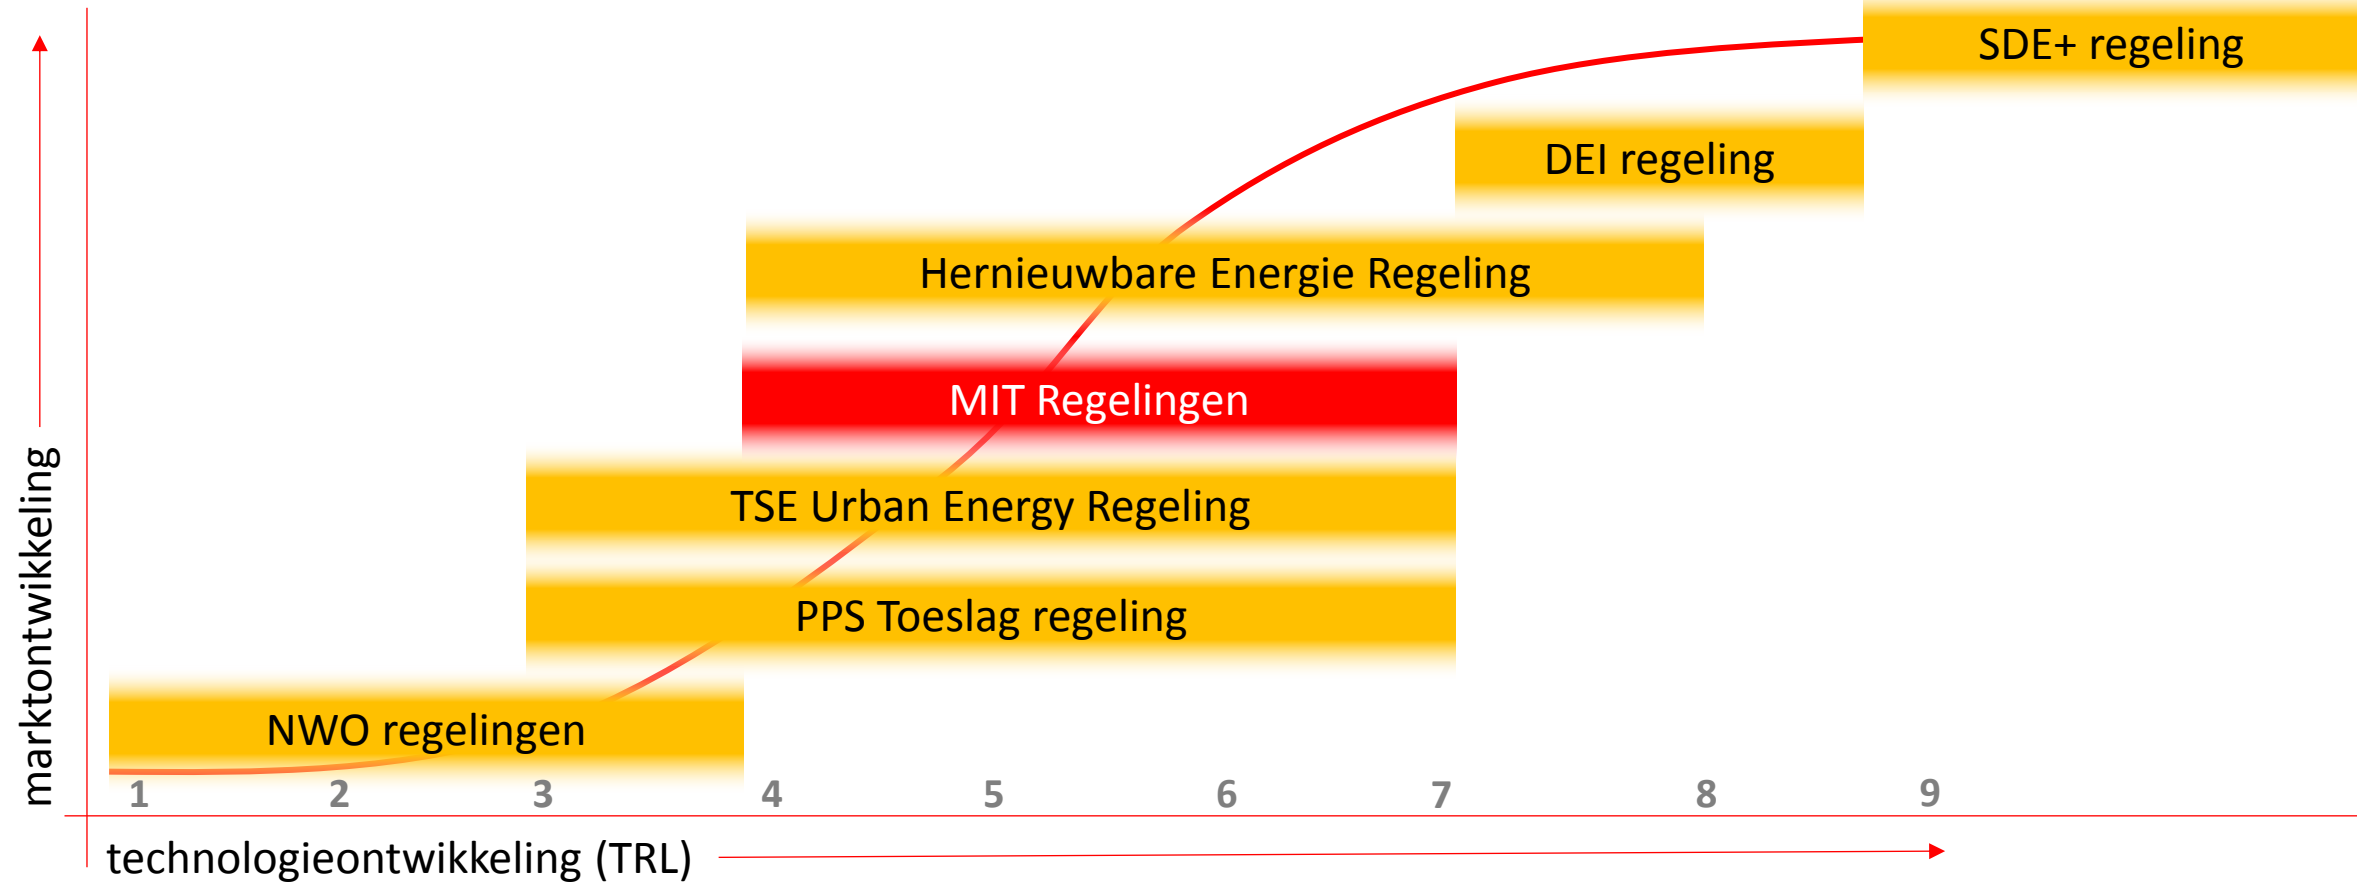 SDE+ regeling
DEI regeling
Hernieuwbare Energie Regeling
MIT Regelingen
TSE Urban Energy Regeling
PPS Toeslag regeling
NWO regelingen
marktontwikkeling
1 2 3 4 5 6 7 8 9
technologieontwikkeling (TRL)